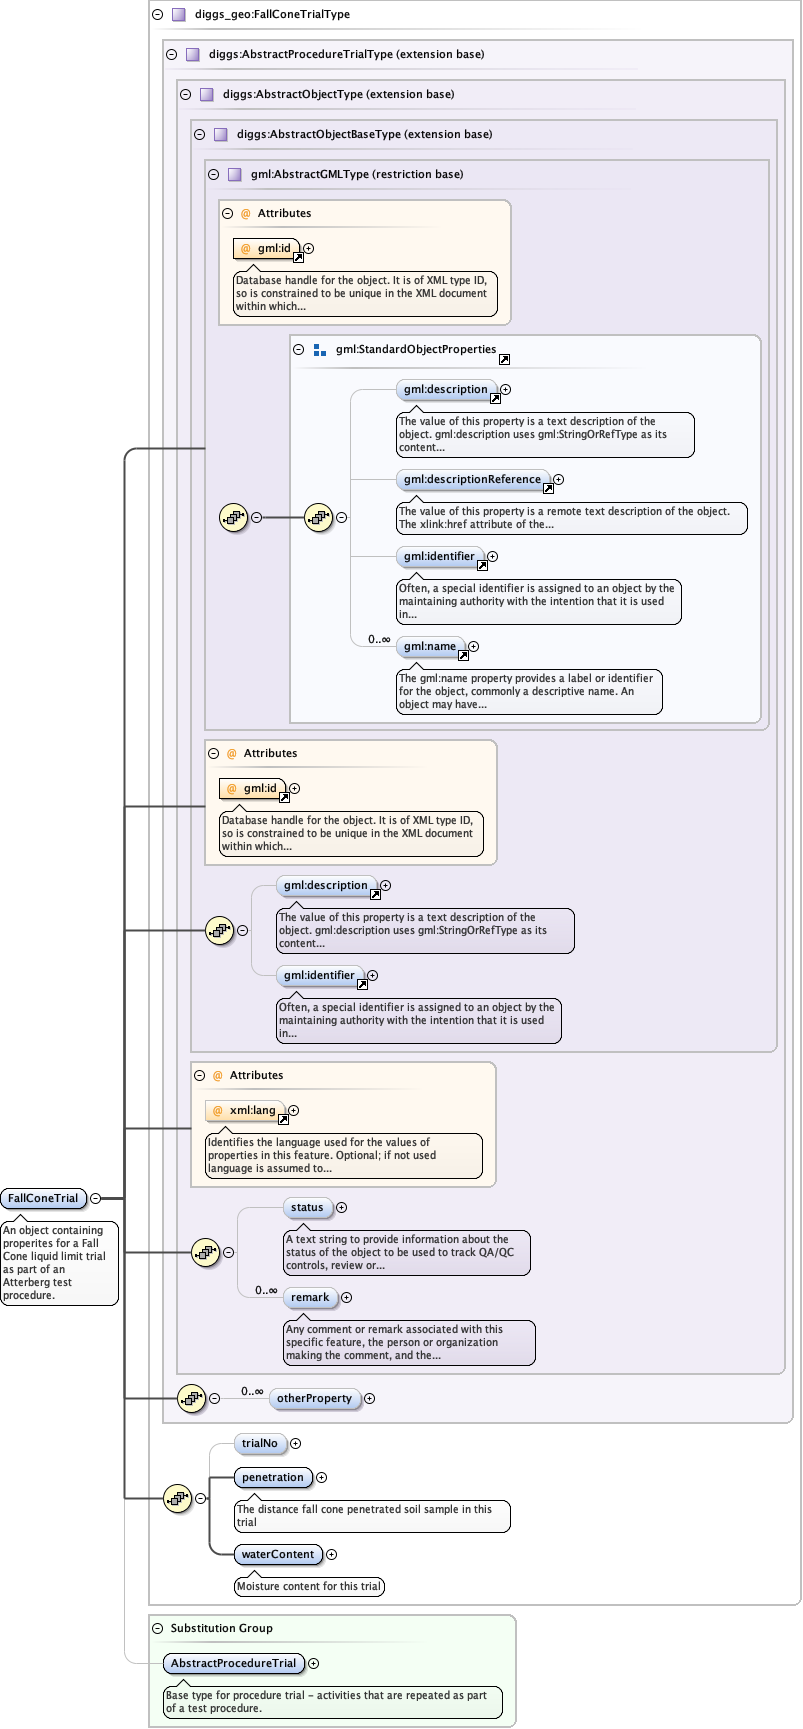 diggs_geo:FallConeTrialType
diggs:AbstractProcedureTrialType (extension base)
diggs:AbstractObjectType (extension base)
diggs:AbstractObjectBaseType (extension base)
gml:AbstractGMLType (restriction base)
@ Attributes
@ gml:id
Database handle for the object. It is of XML type ID,
so is constrained to be unique in the XML document
within which...
gml:StandardObjectProperties
gml:description
The value of this property is a text description of the
object. gml:description uses gml:StringOrRefType as its
content...
gml:descriptionReference
The value of this property is a remote text description of the object.
The xlink:href attribute of the...
gml:identifier
Often, a special identifier is assigned to an object by the
maintaining authority with the intention that it is used
in...
0..∞
gml:name
The gml:name property provides a label or identifier
for the object, commonly a descriptive name. An
object may have...
@ Attributes
@ gml:id
Database handle for the object. It is of XML type ID,
so is constrained to be unique in the XML document
within which...
gml:description
The value of this property is a text description of the
object. gml:description uses gml:StringOrRefType as its
content...
gml:identifier
Often, a special identifier is assigned to an object by the
maintaining authority with the intention that it is used
in...
@ Attributes
@ xml:lang
Identifies the language used for the values of
properties in this feature. Optional; if not used
language is assumed to...
FallConeTrial
An object containing
properites for a Fall
Cone liquid limit trial
as part of an
Atterberg test
procedure.
status
A text string to provide information about the
status of the object to be used to track QA/QC
controls, review or...
0..∞
remark
Any comment or remark associated with this
specific feature, the person or organization
making the comment, and the...
0..∞
otherProperty
trialNo
penetration
The distance fall cone penetrated soil sample in this
trial
waterContent
Moisture content for this trial
Substitution Group
AbstractProcedureTrial
Base type for procedure trial - activities that are repeated as part
of a test procedure.